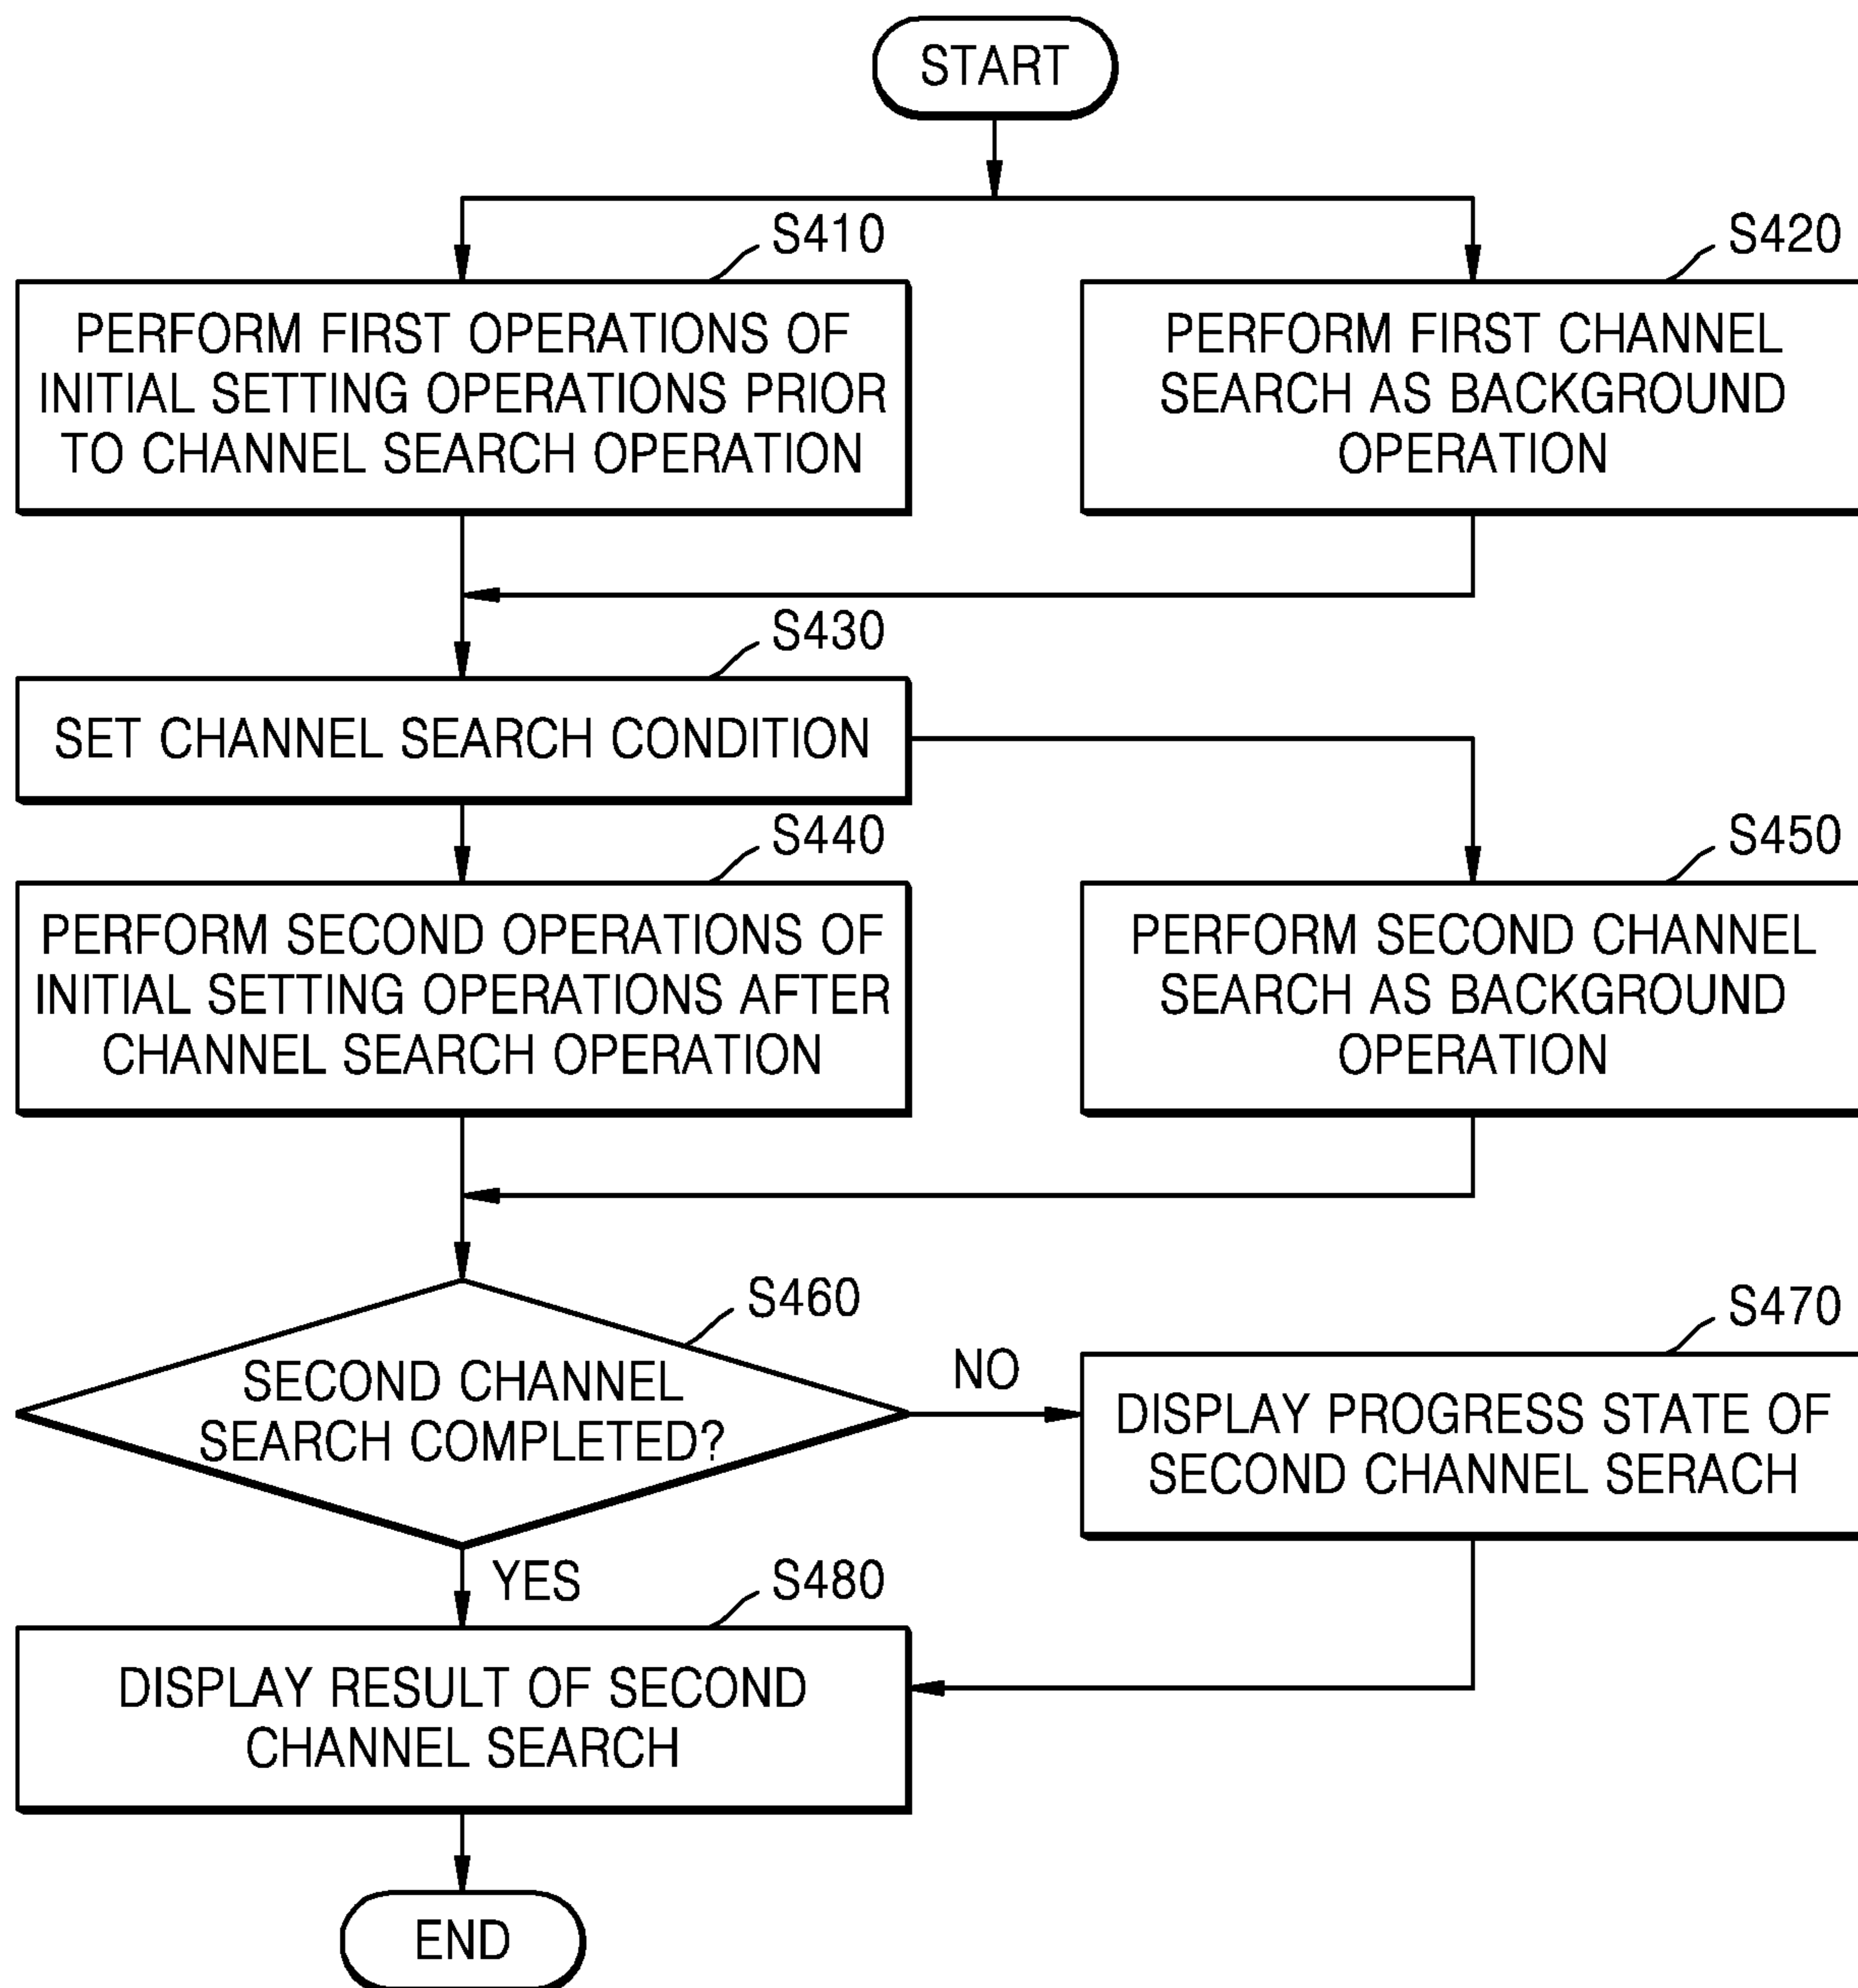 START
S410
PERFORM FIRST OPERATIONS OF
INITIAL SETTING OPERATIONS PRIOR
TO CHANNEL SEARCH OPERATION
S420
PERFORM FIRST CHANNEL
SEARCH AS BACKGROUND
OPERATION
S430
SET CHANNEL SEARCH CONDITION
S440
PERFORM SECOND OPERATIONS OF
INITIAL SETTING OPERATIONS AFTER
CHANNEL SEARCH OPERATION
S450
PERFORM SECOND CHANNEL
SEARCH AS BACKGROUND
OPERATION
S460
SECOND CHANNEL
SEARCH COMPLETED?
NO
S470
DISPLAY PROGRESS STATE OF
SECOND CHANNEL SERACH
YES
S480
DISPLAY RESULT OF SECOND
CHANNEL SEARCH
END